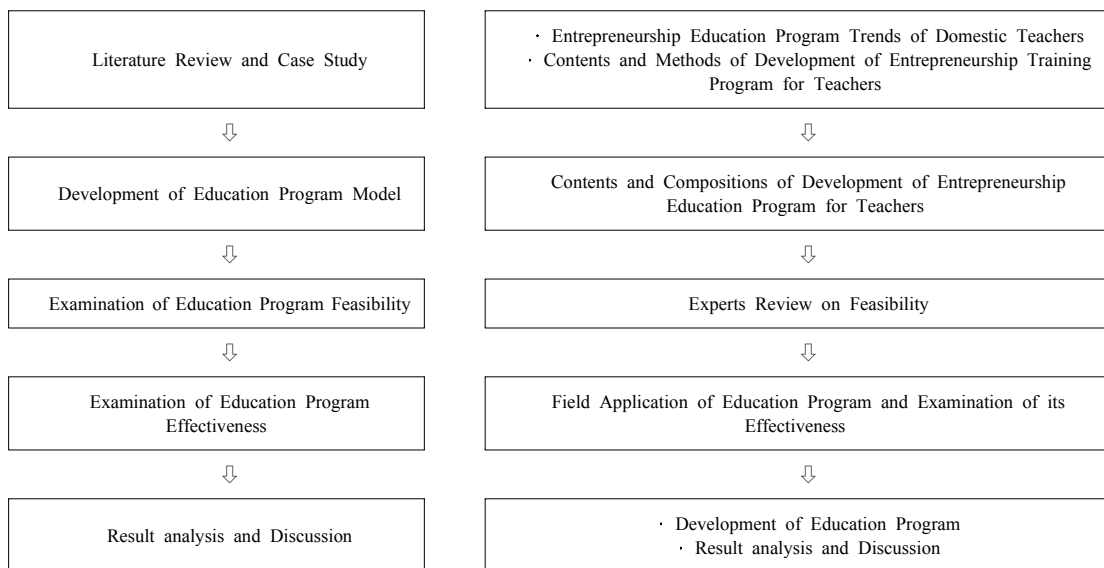 Literature Review and Case Study
· Entrepreneurship Education Program Trends of Domestic Teachers
· Contents and Methods of Development of Entrepreneurship Training
Program for Teachers
⇩
⇩
Development of Education Program Model
Contents and Compositions of Development of Entrepreneurship
Education Program for Teachers
⇩
⇩
Examination of Education Program Feasibility
Experts Review on Feasibility
⇩
⇩
Examination of Education Program
Effectiveness
Field Application of Education Program and Examination of its
Effectiveness
⇩
⇩
Result analysis and Discussion
· Development of Education Program
· Result analysis and Discussion